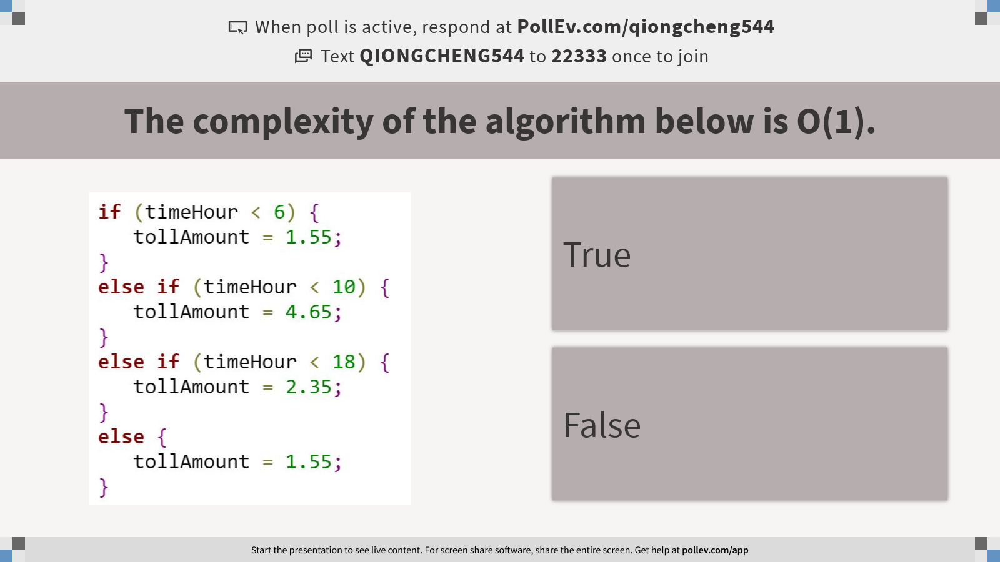 When poll is active, respond at PollEv.com/qiongcheng544
Text QIONGCHENG544 to 22333 once to join
The complexity of the algorithm below is O(1).
if (timeHour < 6) {
   tollAmount = 1.55;
}
else if (timeHour < 10) {
   tollAmount = 4.65;
}
else if (timeHour < 18) {
   tollAmount = 2.35;
}
else {
   tollAmount = 1.55;
}
True
False
Start the presentation to see live content. For screen share software, share the entire screen. Get help at pollev.com/app